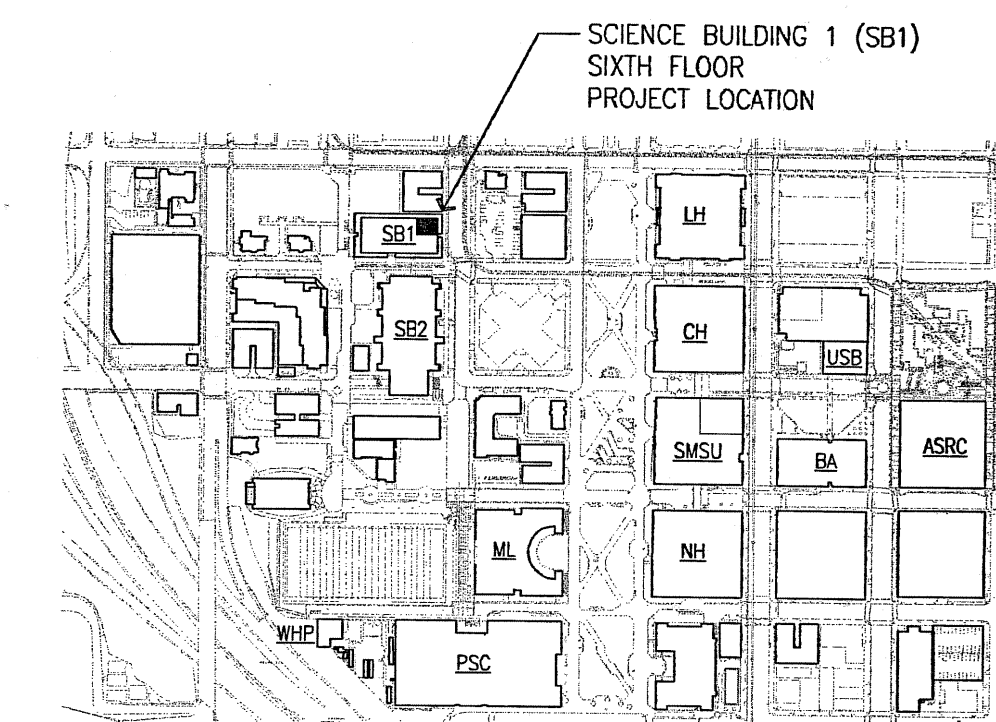 SCIENCE BUILDING 1 (SB1)
SIXTH FLOOR
PROJECT LOCATION
SB1
LH
SB2
CH
USB
SMSU
BA
ASRC
ML
NH
WHP
PSC